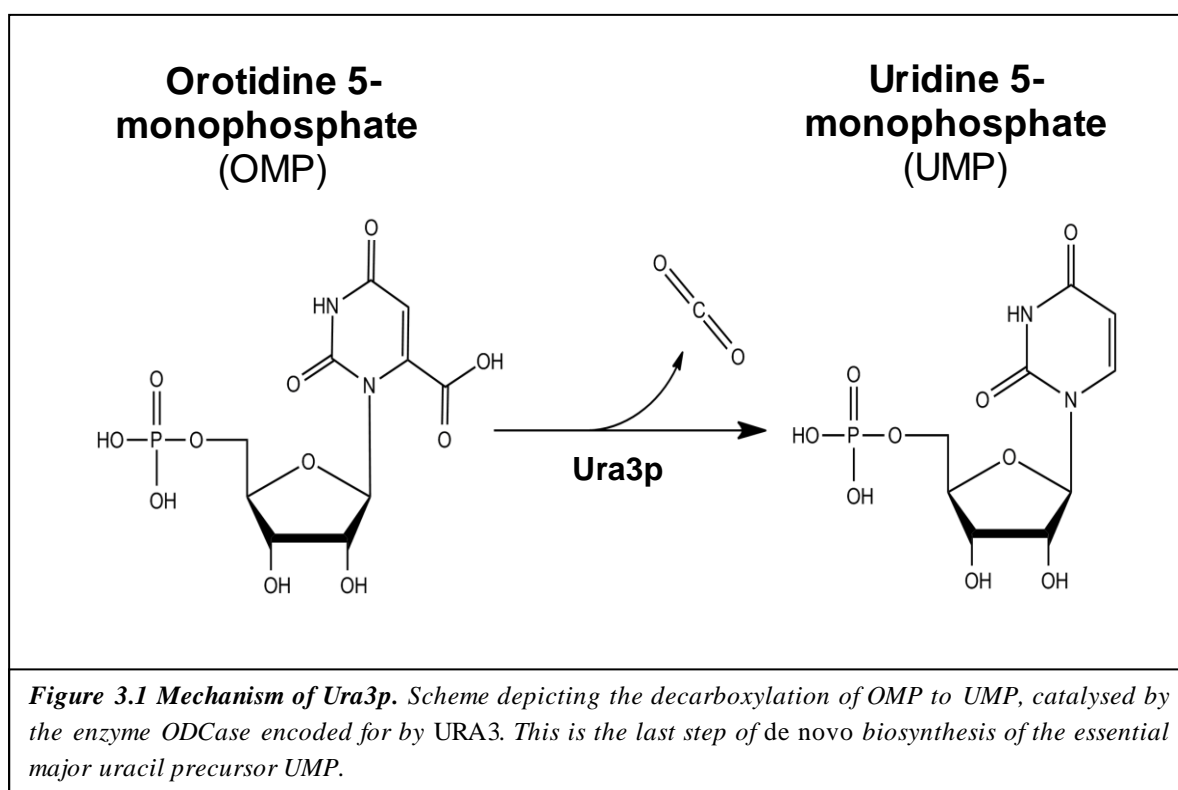 Orotidine 5-
monophosphate
(OMP)
Uridine 5-
monophosphate
(UMP)
O
HN
O
N
OH
O
O
HO
P
O
OH
O
OH
OH
O
C
O
Ura3p
O
HN
O
N
O
HO
P
O
OH
O
OH
OH
Figure 3.1 Mechanism of Ura3p. Scheme depicting the decarboxylation of OMP to UMP, catalysed by
the enzyme ODCase encoded for by URA3. This is the last step of de novo biosynthesis of the essential
major uracil precursor UMP.